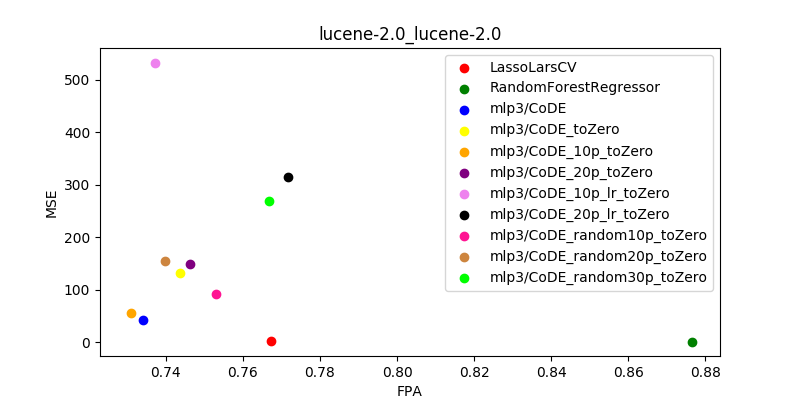 lucene-2.0_lucene-2.0
MSE
500
400
300
200
100
0
LassoLarsCV
RandomForestRegressor
mlp3/CoDE
mlp3/CoDE_toZero
mlp3/CoDE_10p_toZero
mlp3/CoDE_20p_toZero
mlp3/CoDE_10p_lr_toZero
mlp3/CoDE_20p_lr_toZero
mlp3/CoDE_random10p_toZero
mlp3/CoDE_random20p_toZero
mlp3/CoDE_random30p_toZero
0.74 0.76 0.78 0.80 0.82 0.84 0.86 0.88
FPA